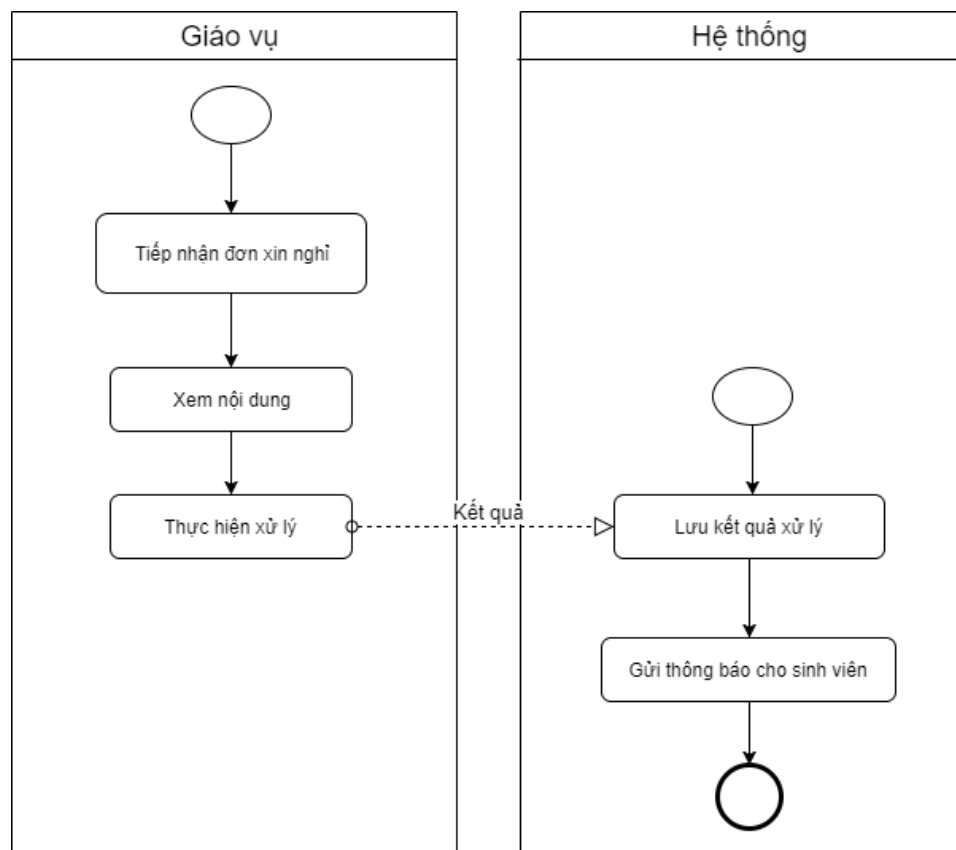 Giáo vụ
Hệ thống
Tiếp nhận đơn xin nghỉ
Xem nội dung
Thực hiện xử lý
Kết quả
Lưu kết quả xử lý
Gửi thông báo cho sinh viên